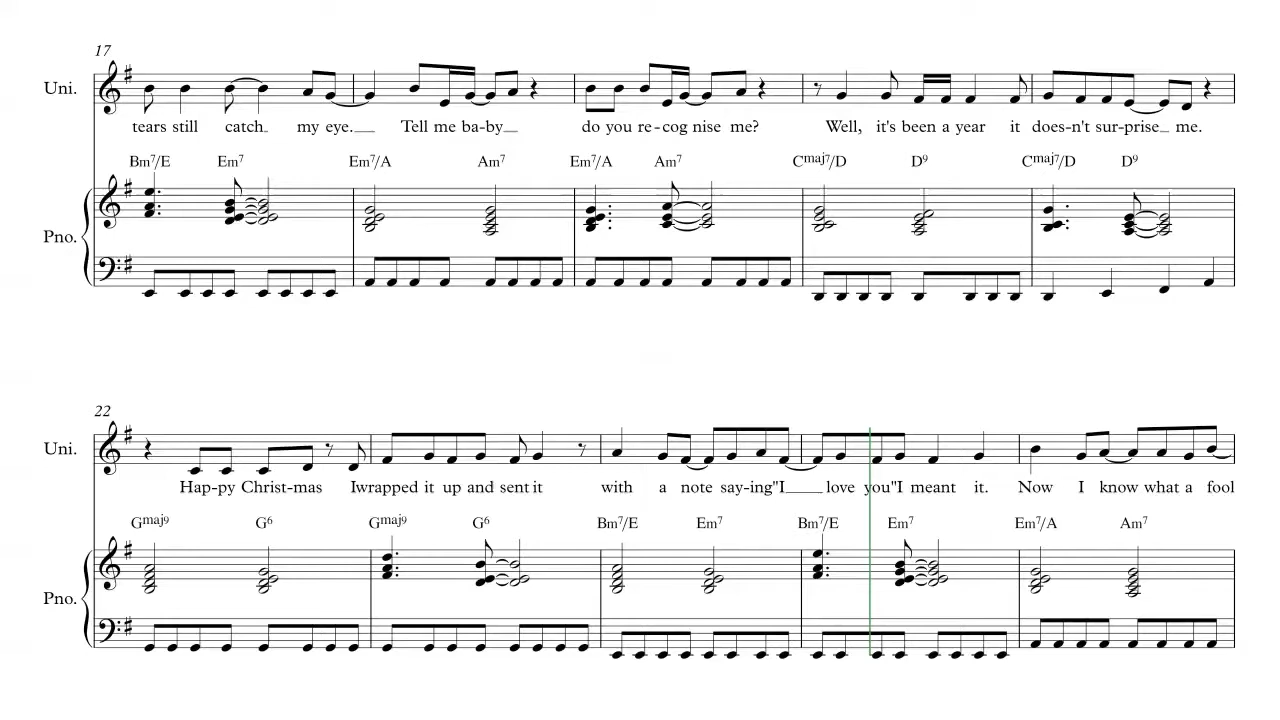 17
Uni.
tears still catch my eye. Tell me ba-by do you re-cog nise me? Well, it's been a year it does-n't sur-prise me.
Bm7/E Em7 Em7/A Am7 Em7/A Am7 Cmaj7/D D9 Cmaj7/D D9
Pno.
22
Uni.
Hap-py Christ-mas Iwrapped it up and sent it with a note say-ing"I love you"I meant it. Now I know what a fool
Gmaj9 G6 Gmaj9 G6 Bm7/E Em7 Bm7/E Em7 Em7/A Am7
Pno.